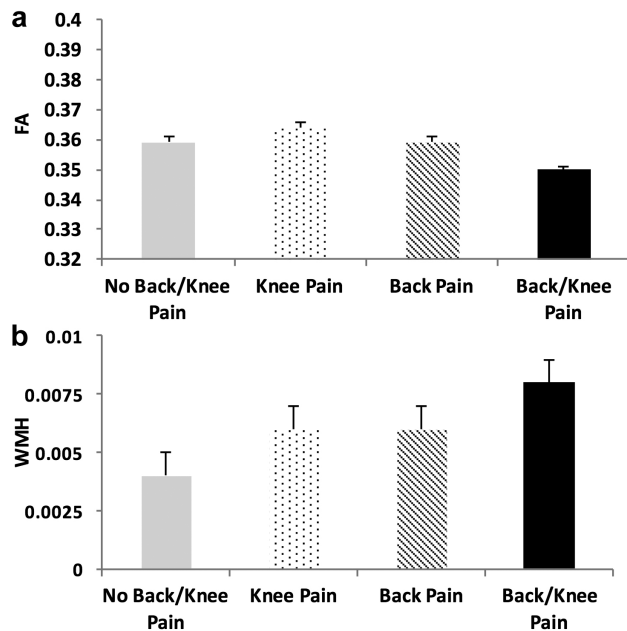 a
0.4
0.39
0.38
0.37
0.36
0.35
0.34
0.33
0.32
FA
No Back/Knee
Pain
Knee Pain
Back Pain
Back/Knee
Pain
b
0.01
0.0075
0.005
0.0025
0
WMH
No Back/Knee
Pain
Knee Pain
Back Pain
Back/Knee
Pain